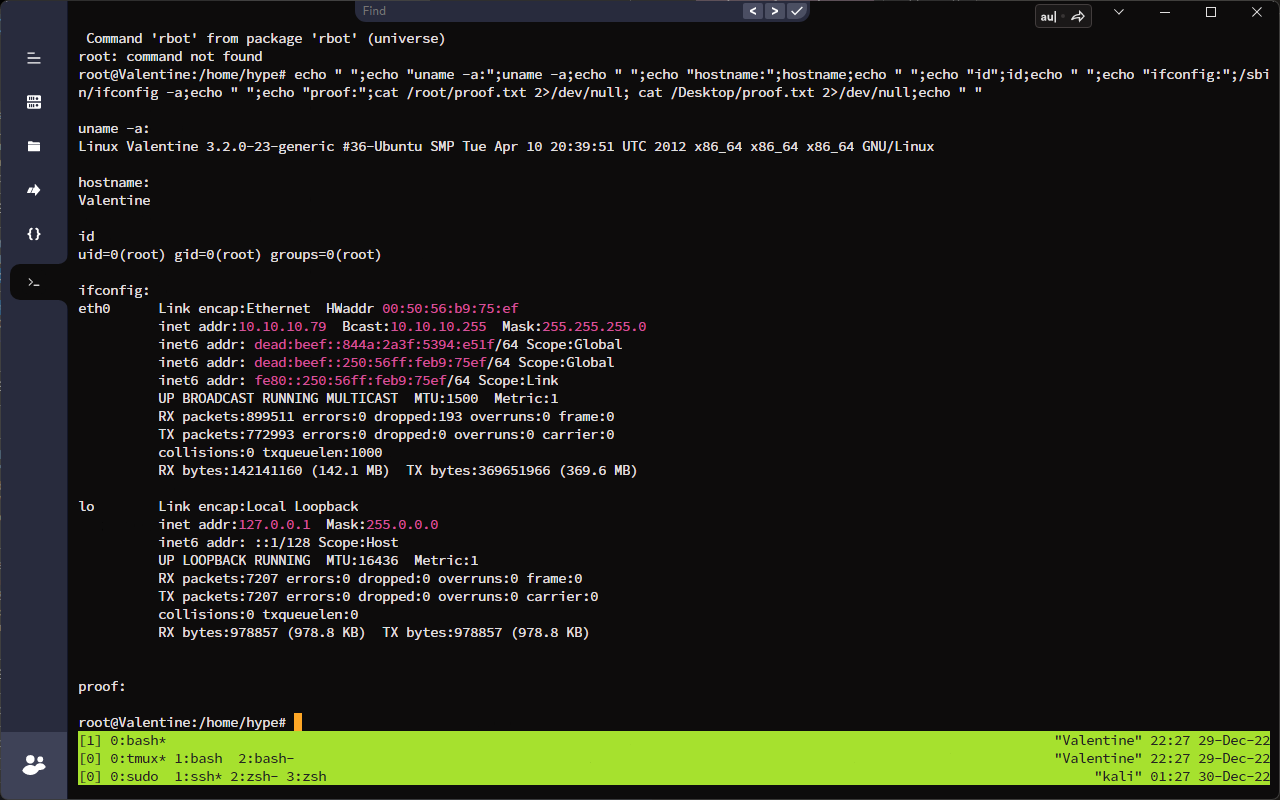 Find < >
au|
 Command 'rbot' from package 'rbot' (universe)
root: command not found
root@Valentine:/home/hype# echo " ";echo "uname -a:";uname -a;echo " ";echo "hostname:";hostname;echo " ";echo "id";id;echo " ";echo "ifconfig:";/sbi
n/ifconfig -a;echo " ";echo "proof:";cat /root/proof.txt 2>/dev/null; cat /Desktop/proof.txt 2>/dev/null;echo " "
uname -a:
Linux Valentine 3.2.0-23-generic #36-Ubuntu SMP Tue Apr 10 20:39:51 UTC 2012 x86_64 x86_64 x86_64 GNU/Linux
hostname:
Valentine
id
uid=0(root) gid=0(root) groups=0(root)
ifconfig:
eth0      Link encap:Ethernet  HWaddr 00:50:56:b9:75:ef
          inet addr:10.10.10.79  Bcast:10.10.10.255  Mask:255.255.255.0
          inet6 addr: dead:beef::844a:2a3f:5394:e51f/64 Scope:Global
          inet6 addr: dead:beef::250:56ff:feb9:75ef/64 Scope:Global
          inet6 addr: fe80::250:56ff:feb9:75ef/64 Scope:Link
          UP BROADCAST RUNNING MULTICAST  MTU:1500  Metric:1
          RX packets:899511 errors:0 dropped:193 overruns:0 frame:0
          TX packets:772993 errors:0 dropped:0 overruns:0 carrier:0
          collisions:0 txqueuelen:1000
          RX bytes:142141160 (142.1 MB)  TX bytes:369651966 (369.6 MB)
lo        Link encap:Local Loopback
          inet addr:127.0.0.1  Mask:255.0.0.0
          inet6 addr: ::1/128 Scope:Host
          UP LOOPBACK RUNNING  MTU:16436  Metric:1
          RX packets:7207 errors:0 dropped:0 overruns:0 frame:0
          TX packets:7207 errors:0 dropped:0 overruns:0 carrier:0
          collisions:0 txqueuelen:0
          RX bytes:978857 (978.8 KB)  TX bytes:978857 (978.8 KB)
proof:
root@Valentine:/home/hype#
[1] 0:bash* "Valentine" 22:27 29-Dec-22
[0] 0:tmux* 1:bash  2:bash- "Valentine" 22:27 29-Dec-22
[0] 0:sudo  1:ssh* 2:zsh- 3:zsh "kali" 01:27 30-Dec-22